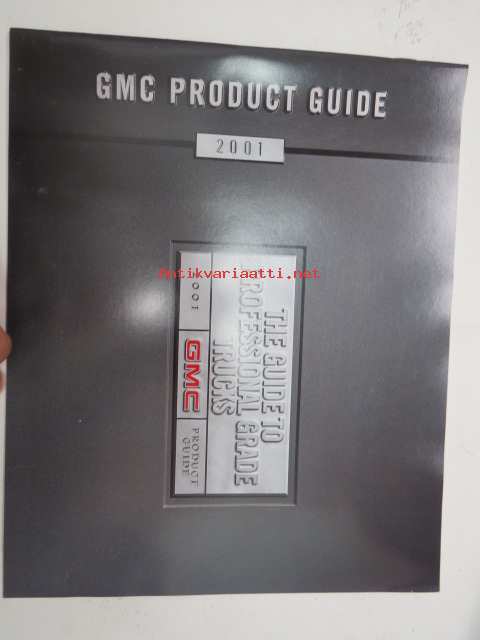 GMC PRODUCT GUIDE
2001
Antikvariaatti.net
THE GUIDE TO
PROFESSIONAL GRADE
TRUCKS
2001
GMC
PRODUCT
GUIDE